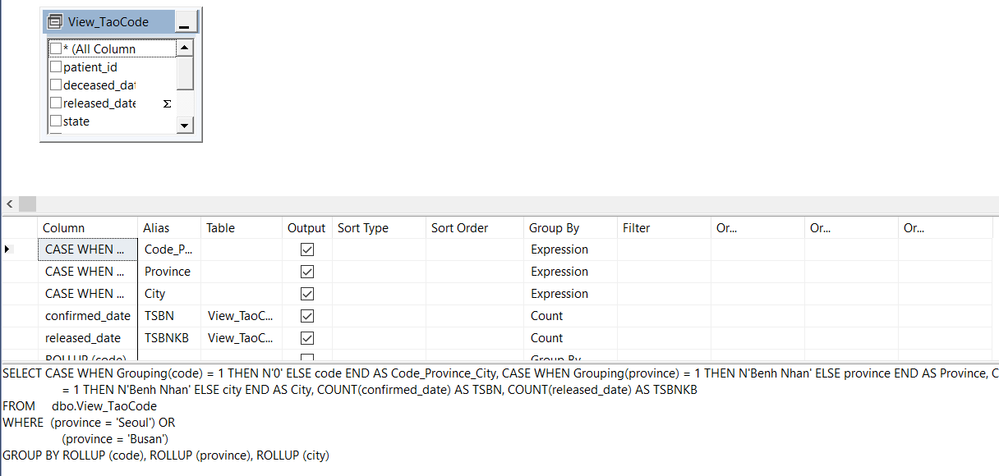 View_TaoCode
* (All Column
patient_id
deceased_dat
released_date Σ
state
Column Alias Table Output Sort Type Sort Order Group By Filter Or... Or... Or...
CASE WHEN ... Code_P... Expression
CASE WHEN ... Province Expression
CASE WHEN ... City Expression
confirmed_date TSBN View_TaoC... Count
released_date TSBNKB View_TaoC... Count
ROLLUP (code) Group By
SELECT CASE WHEN Grouping(code) = 1 THEN N'0' ELSE code END AS Code_Province_City, CASE WHEN Grouping(province) = 1 THEN N'Benh Nhan' ELSE province END AS Province, C
= 1 THEN N'Benh Nhan' ELSE city END AS City, COUNT(confirmed_date) AS TSBN, COUNT(released_date) AS TSBNKB
FROM dbo.View_TaoCode
WHERE (province = 'Seoul') OR
(province = 'Busan')
GROUP BY ROLLUP (code), ROLLUP (province), ROLLUP (city)